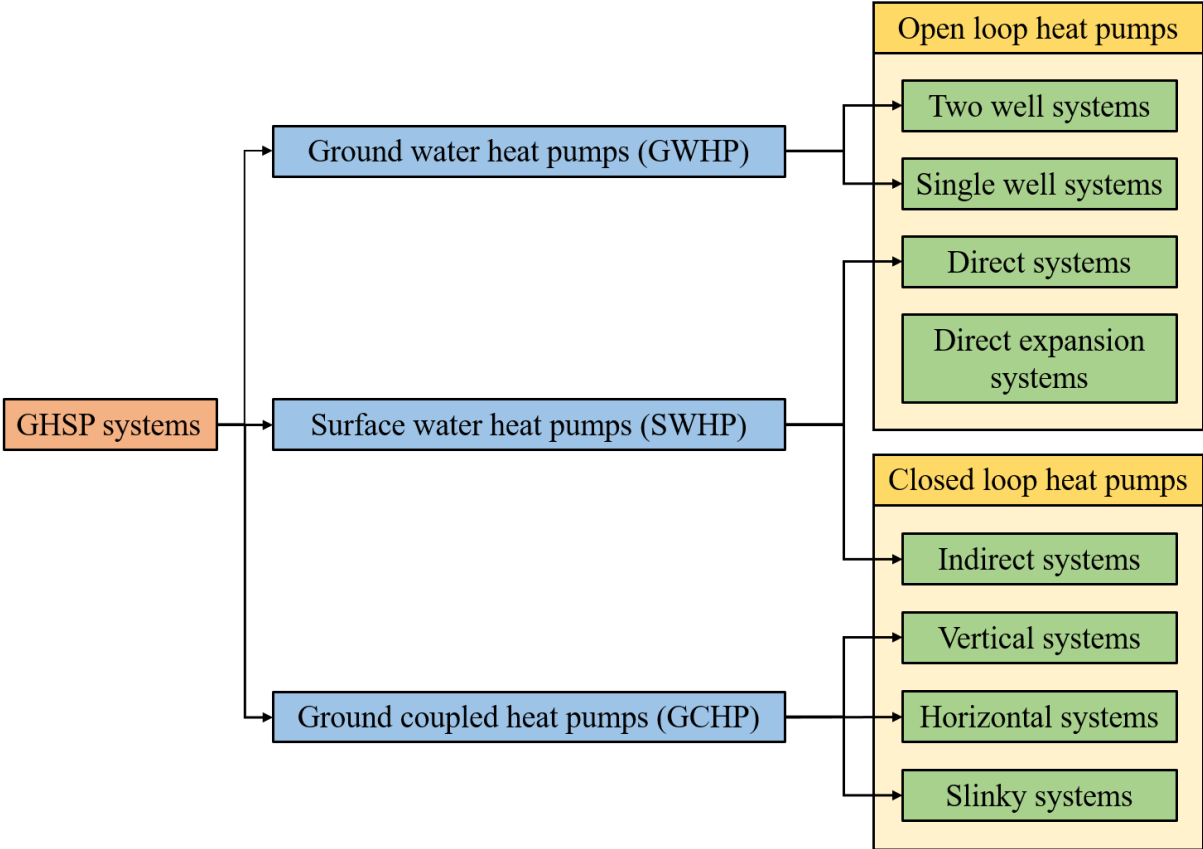 Open loop heat pumps
Two well systems
Ground water heat pumps (GWHP)
Single well systems
Direct systems
Direct expansion
systems
GHSP systems
Surface water heat pumps (SWHP)
Closed loop heat pumps
Indirect systems
Vertical systems
Ground coupled heat pumps (GCHP)
Horizontal systems
Slinky systems